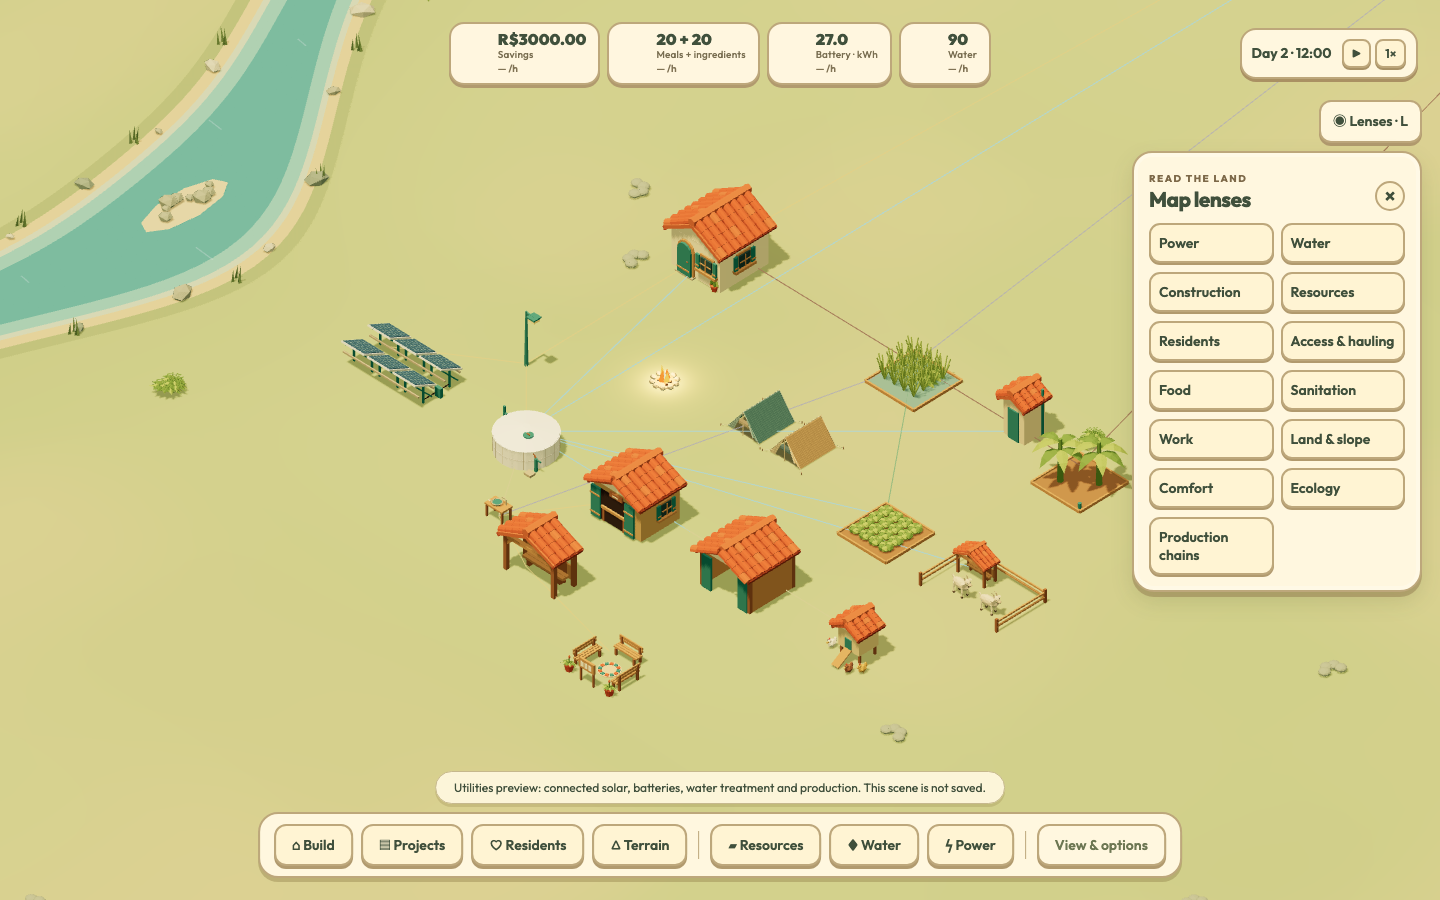 R$3000.00
Savings
— /h
20 + 20
Meals + ingredients
— /h
27.0
Battery · kWh
— /h
90
Water
— /h
Day 2 · 12:00
1×
Lenses · L
READ THE LAND
Map lenses
Power
Water
Construction
Resources
Residents
Access & hauling
Food
Sanitation
Work
Land & slope
Comfort
Ecology
Production
chains
Utilities preview: connected solar, batteries, water treatment and production. This scene is not saved.
Build
Projects
Residents
Terrain
Resources
Water
Power
View & options